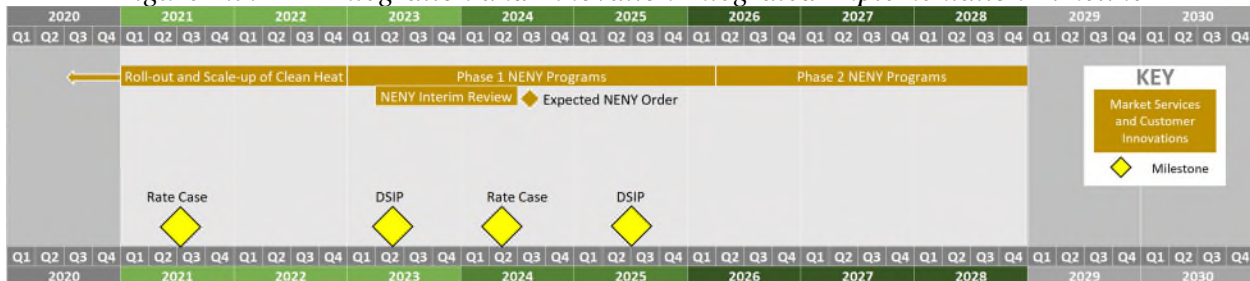 2020 2021 2022 2023 2024 2025 2026 2027 2028 2029 2030
Q1 Q2 Q3 Q4 Q1 Q2 Q3 Q4 Q1 Q2 Q3 Q4 Q1 Q2 Q3 Q4 Q1 Q2 Q3 Q4 Q1 Q2 Q3 Q4 Q1 Q2 Q3 Q4 Q1 Q2 Q3 Q4 Q1 Q2 Q3 Q4 Q1 Q2 Q3 Q4 Q1 Q2 Q3 Q4
Roll-out and Scale-up of Clean Heat Phase 1 NENY Programs Phase 2 NENY Programs
NENY Interim Review Expected NENY Order
KEY
Market Services
and Customer
Innovations
Milestone
Rate Case DSIP Rate Case DSIP
Q1 Q2 Q3 Q4 Q1 Q2 Q3 Q4 Q1 Q2 Q3 Q4 Q1 Q2 Q3 Q4 Q1 Q2 Q3 Q4 Q1 Q2 Q3 Q4 Q1 Q2 Q3 Q4 Q1 Q2 Q3 Q4 Q1 Q2 Q3 Q4 Q1 Q2 Q3 Q4 Q1 Q2 Q3 Q4
2020 2021 2022 2023 2024 2025 2026 2027 2028 2029 2030